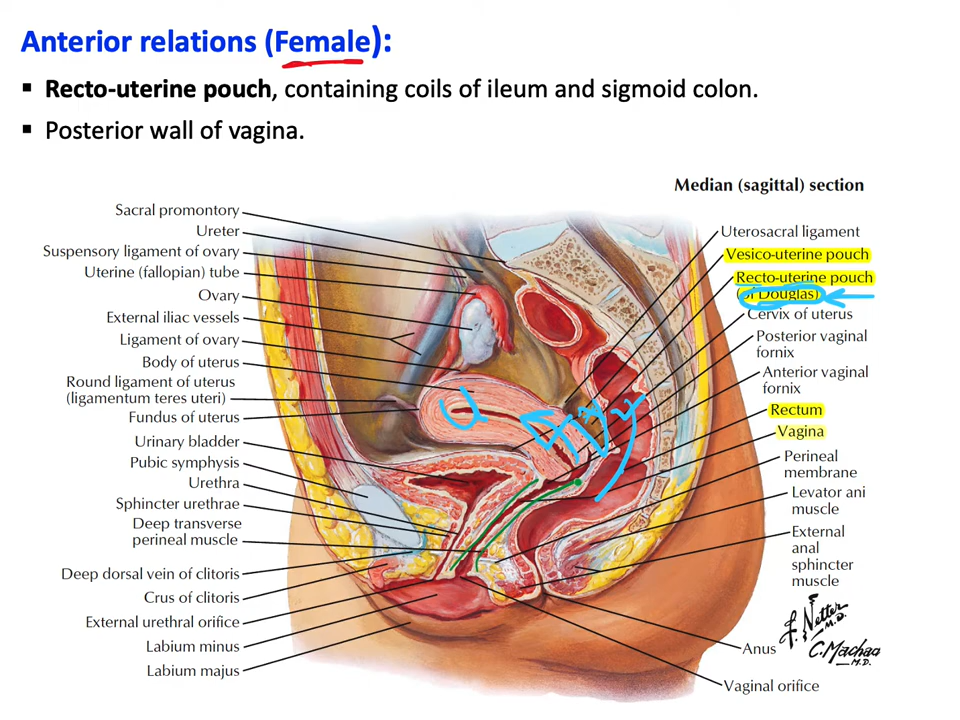 Anterior relations (Female):
▪ Recto-uterine pouch, containing coils of ileum and sigmoid colon.
▪ Posterior wall of vagina.
Median (sagittal) section
Sacral promontory
Ureter
Suspensory ligament of ovary
Uterine (fallopian) tube
Ovary
External iliac vessels
Ligament of ovary
Body of uterus
Round ligament of uterus
(ligamentum teres uteri)
Fundus of uterus
Urinary bladder
Pubic symphysis
Urethra
Sphincter urethrae
Deep transverse
perineal muscle
Deep dorsal vein of clitoris
Crus of clitoris
External urethral orifice
Labium minus
Labium majus
Uterosacral ligament
Vesico-uterine pouch
Recto-uterine pouch
(of Douglas)
Cervix of uterus
Posterior vaginal
fornix
Anterior vaginal
fornix
Rectum
Vagina
Perineal
membrane
Levator ani
muscle
External
anal
sphincter
muscle
Anus
Vaginal orifice
U
F. Netter
M.D.
C. Machado
M.D.